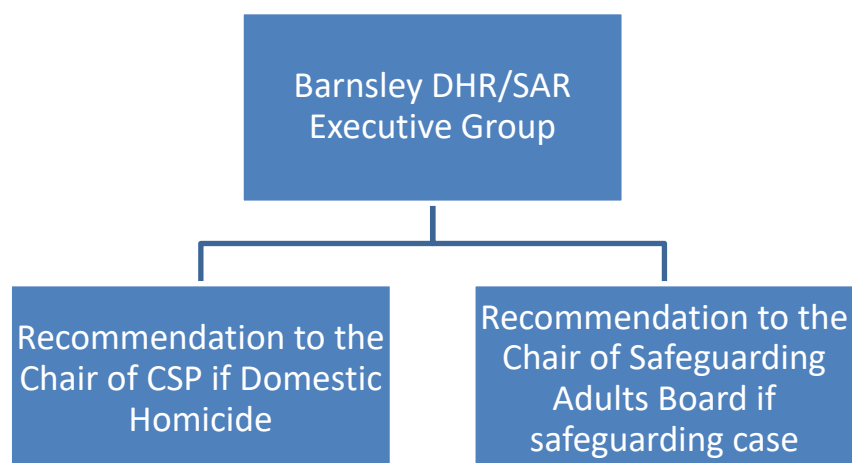 Barnsley DHR/SAR
Executive Group
Recommendation to the
Chair of CSP if Domestic
Homicide
Recommendation to the
Chair of Safeguarding
Adults Board if
safeguarding case